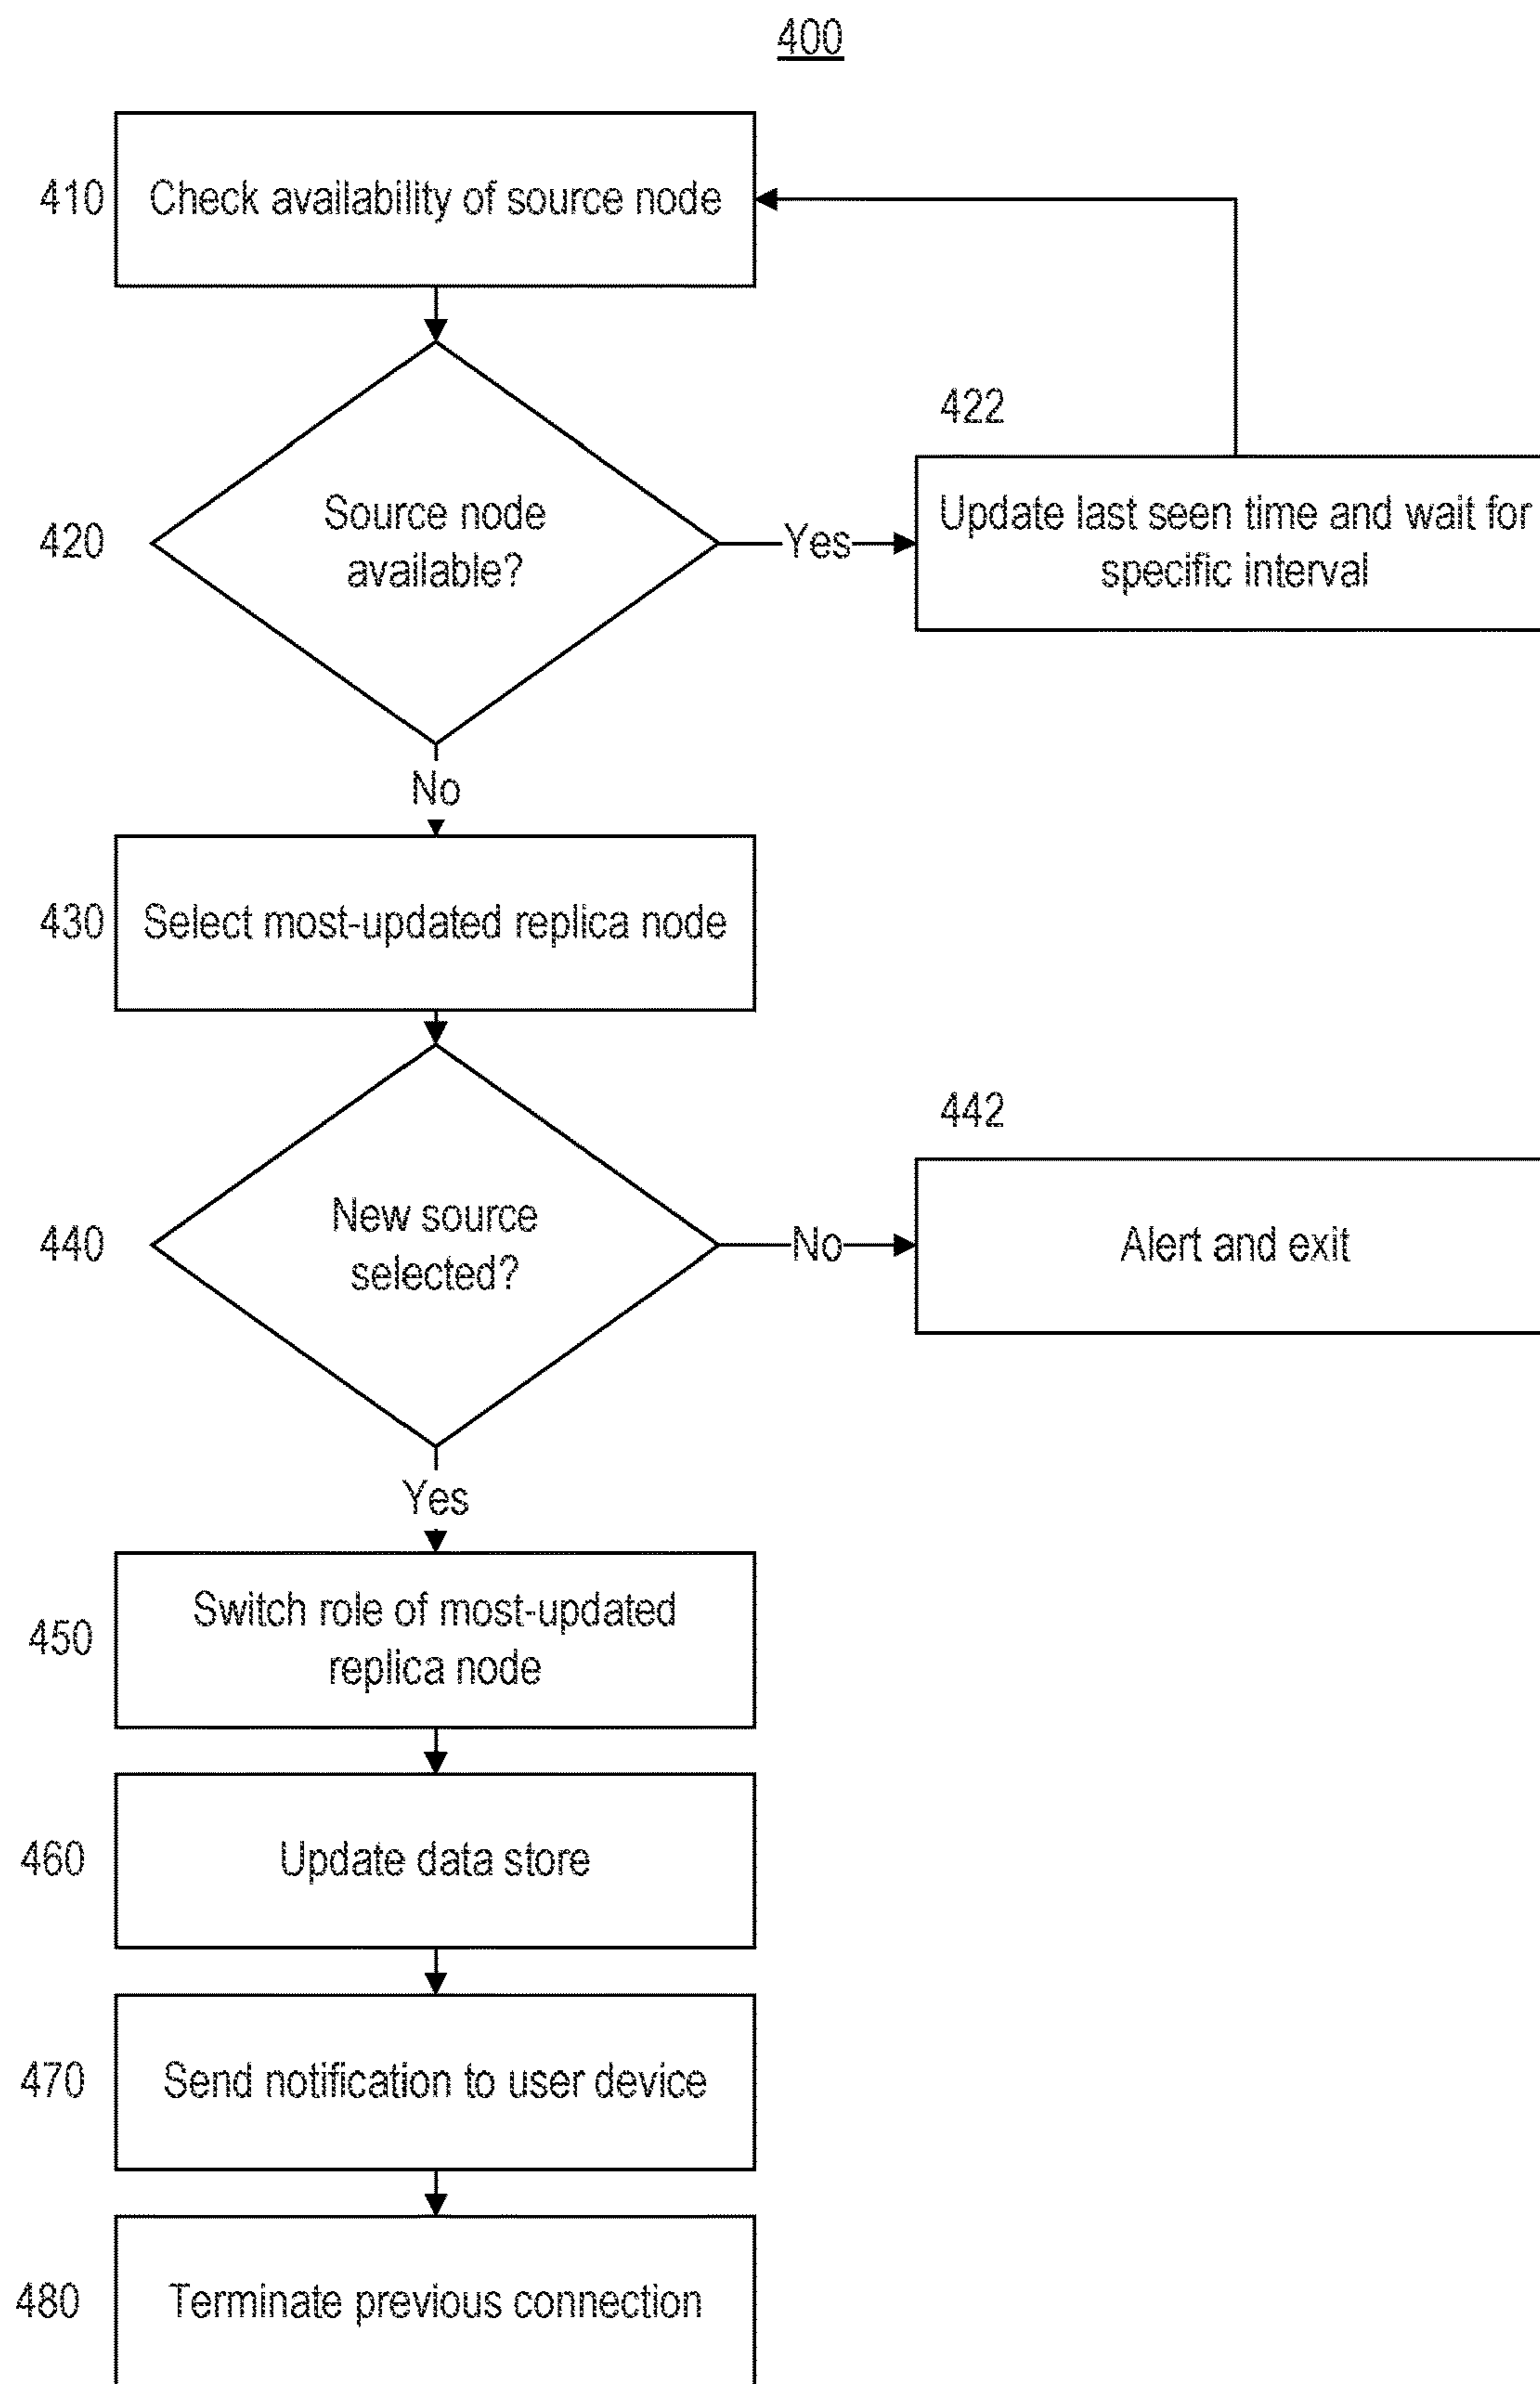 400
410
Check availability of source node
422
420
Source node
available?
Yes
Update last seen time and wait for
specific interval
No
430
Select most-updated replica node
442
440
New source
selected?
No
Alert and exit
Yes
450
Switch role of most-updated
replica node
460
Update data store
470
Send notification to user device
480
Terminate previous connection